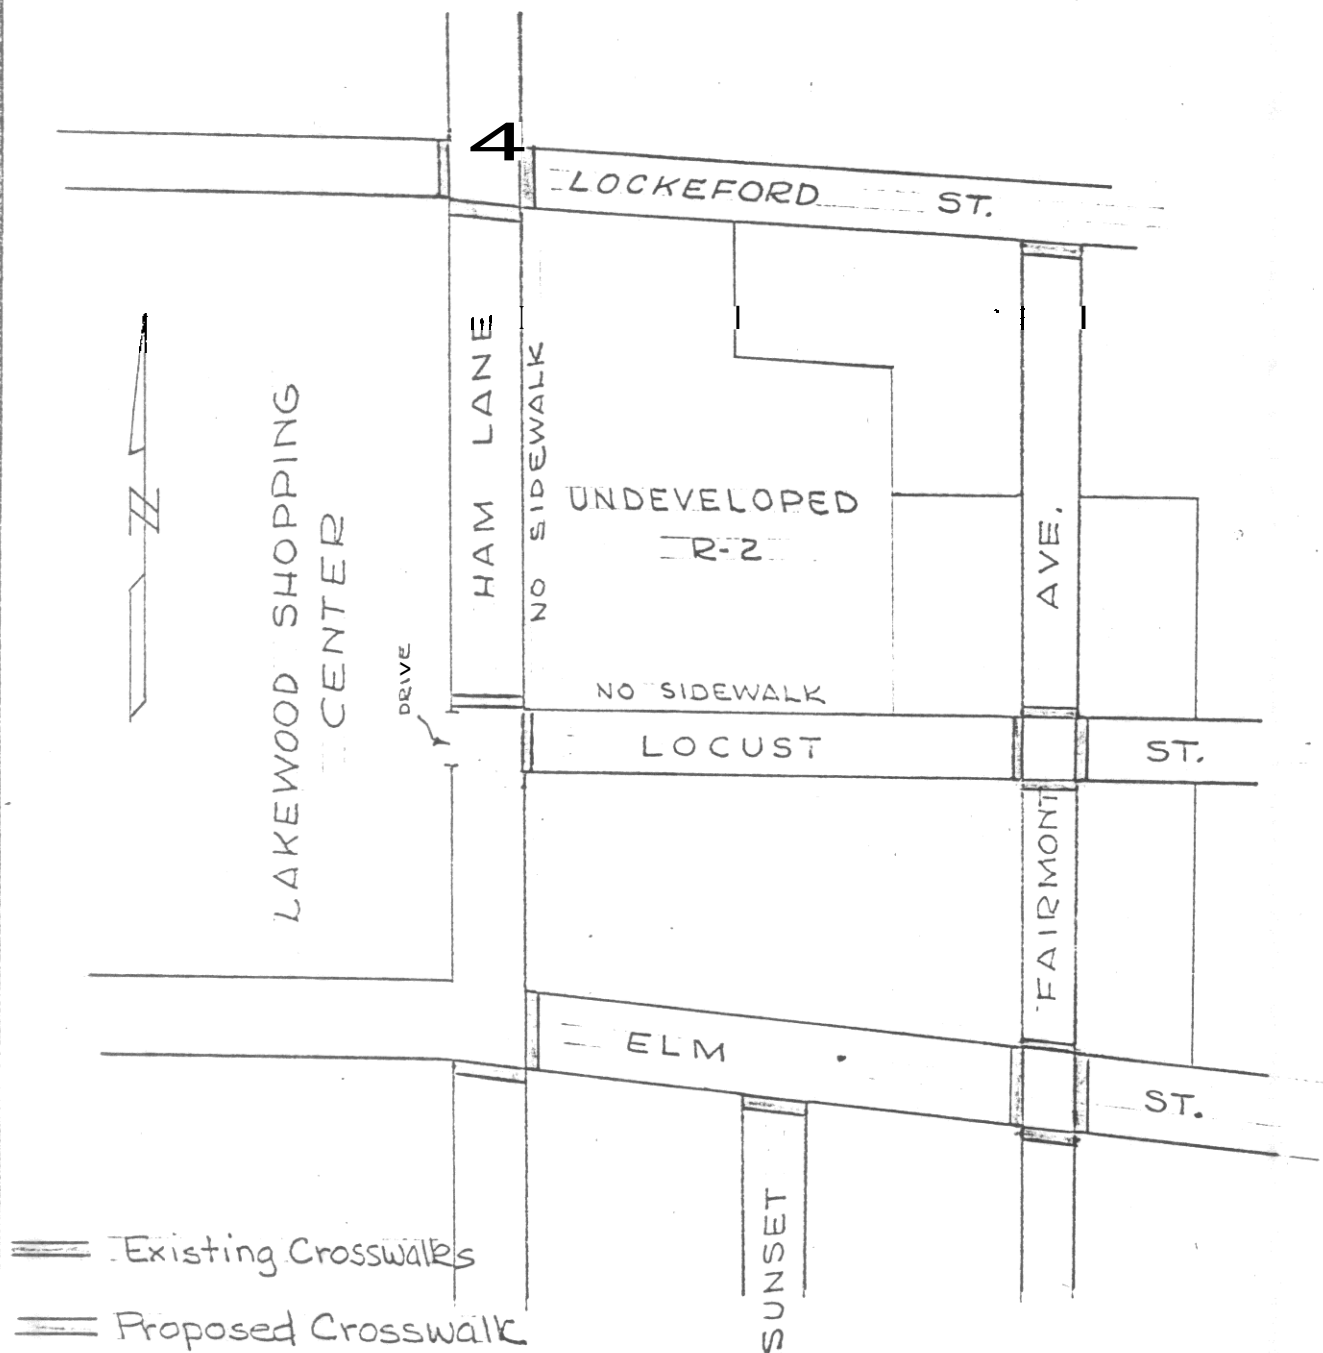 4
LOCKEFORD ST.
HAM LANE
NO SIDEWALK
N
LAKEWOOD SHOPPING
CENTER
UNDEVELOPED
R-2
AVE.
DRIVE
NO SIDEWALK
LOCUST ST.
FAIRMONT
ELM ST.
SUNSET
Existing Crosswalks
Proposed Crosswalk